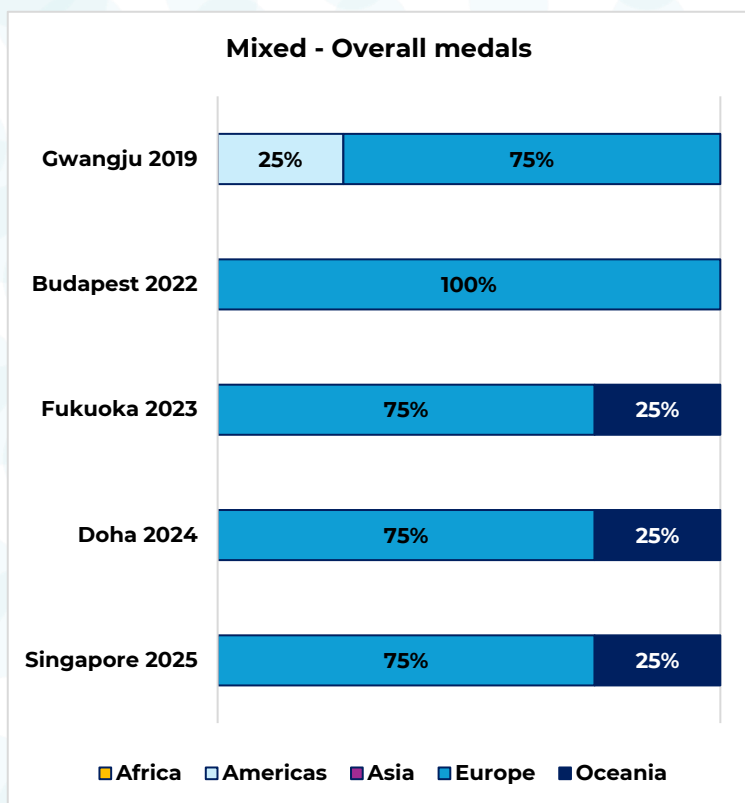 Mixed - Overall medals
Gwangju 2019 25% 75%
Budapest 2022 100%
Fukuoka 2023 75% 25%
Doha 2024 75% 25%
Singapore 2025 75% 25%
Africa Americas Asia Europe Oceania